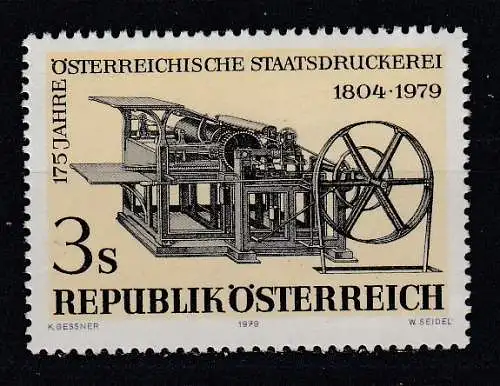 175 JAHRE
ÖSTERREICHISCHE STAATSDRUCKEREI
1804·1979
3s
REPUBLIK ÖSTERREICH
K. GESSNER 1979 W. SEIDEL